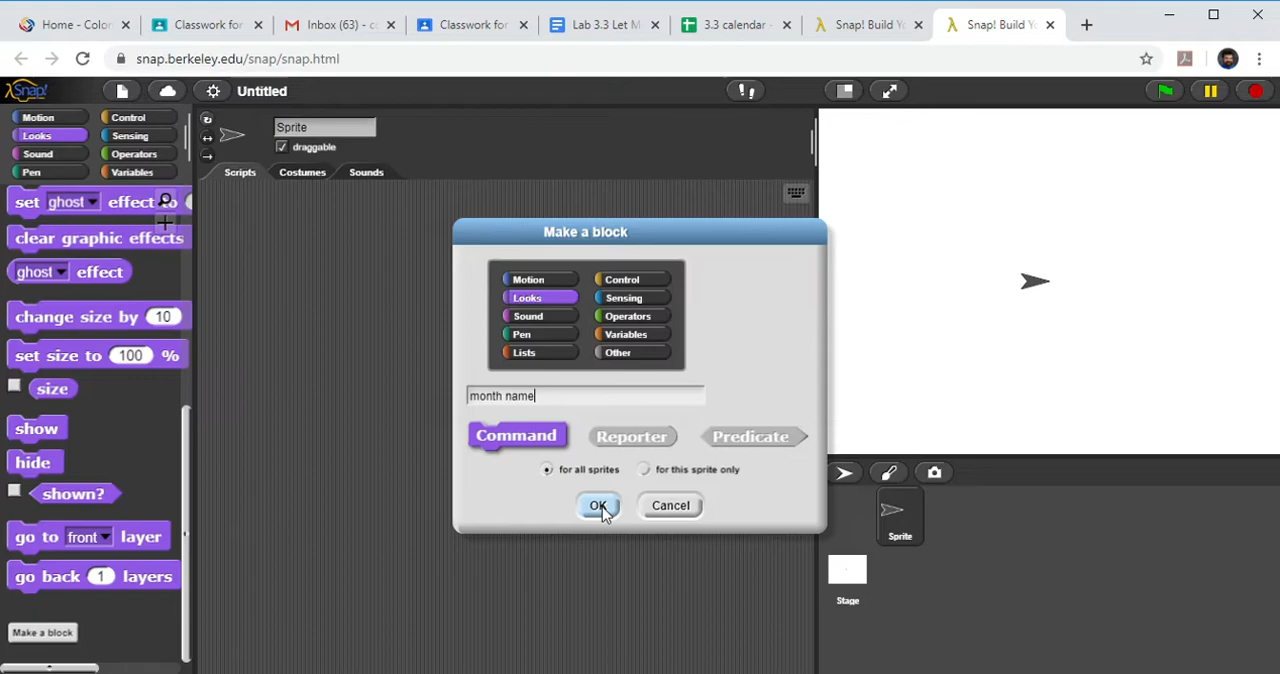 Home - Color
Classwork for
Inbox (63) - c
Classwork for
Lab 3.3 Let M
3.3 calendar -
Snap! Build Yo
Snap! Build Yo
snap.berkeley.edu/snap/snap.html
Snap!
Untitled
Motion
Control
Looks
Sensing
Sound
Operators
Pen
Variables
Sprite
draggable
Scripts
Costumes
Sounds
set ghost effect to
clear graphic effects
ghost effect
change size by 10
set size to 100 %
size
show
hide
shown?
go to front layer
go back 1 layers
Make a block
Make a block
Motion
Control
Looks
Sensing
Sound
Operators
Pen
Variables
Lists
Other
month name
Command
Reporter
Predicate
for all sprites
for this sprite only
OK
Cancel
Sprite
Stage